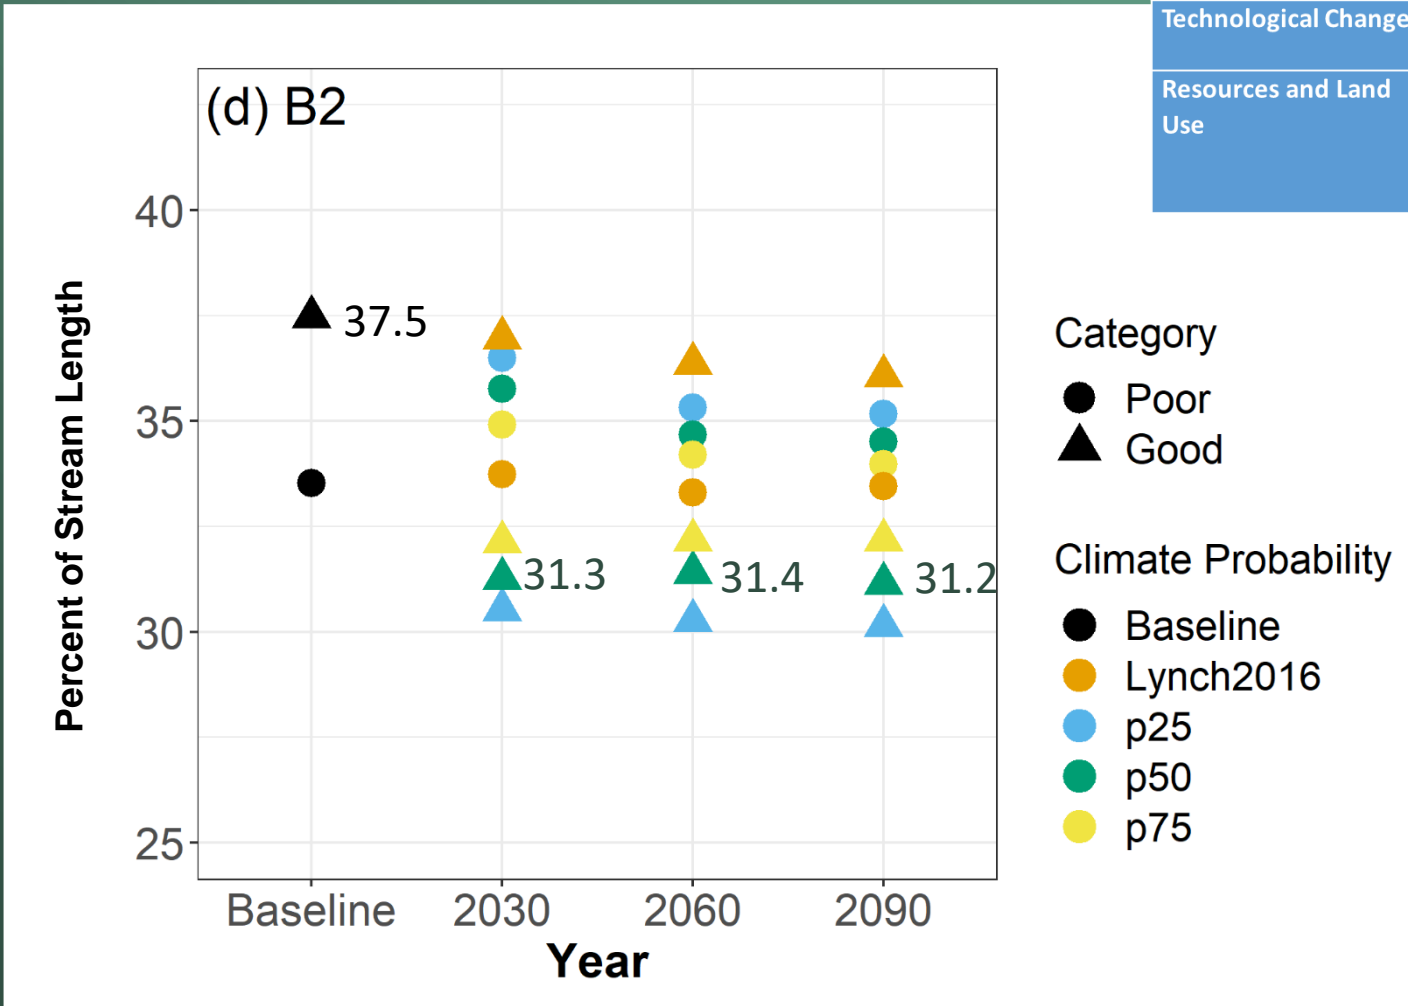 Technological Change
Resources and Land
Use
(d) B2
40
35
30
25
Percent of Stream Length
37.5
31.3
31.4
31.2
Baseline
2030
2060
2090
Year
Category
Poor
Good
Climate Probability
Baseline
Lynch2016
p25
p50
p75